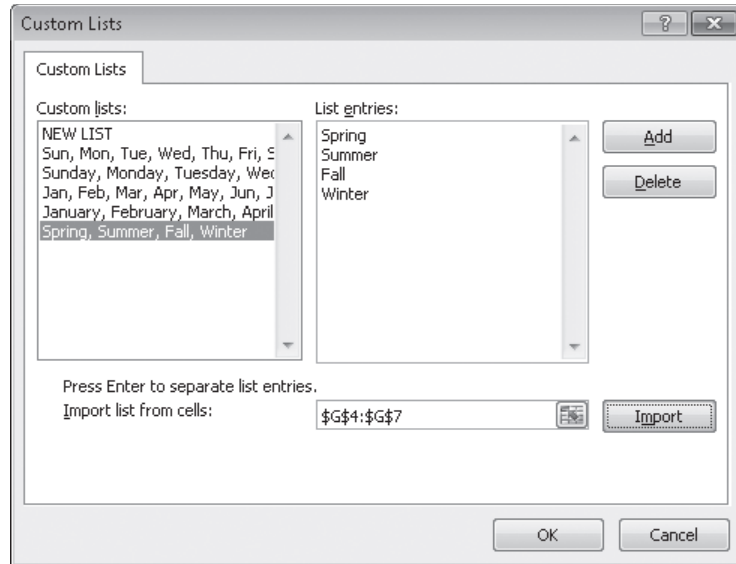 Custom Lists
Custom Lists
Custom lists:
NEW LIST
Sun, Mon, Tue, Wed, Thu, Fri, S
Sunday, Monday, Tuesday, Wed
Jan, Feb, Mar, Apr, May, Jun, J
January, February, March, April
Spring, Summer, Fall, Winter
List entries:
Spring
Summer
Fall
Winter
Add
Delete
Press Enter to separate list entries.
Import list from cells:
$G$4:$G$7
Import
OK
Cancel